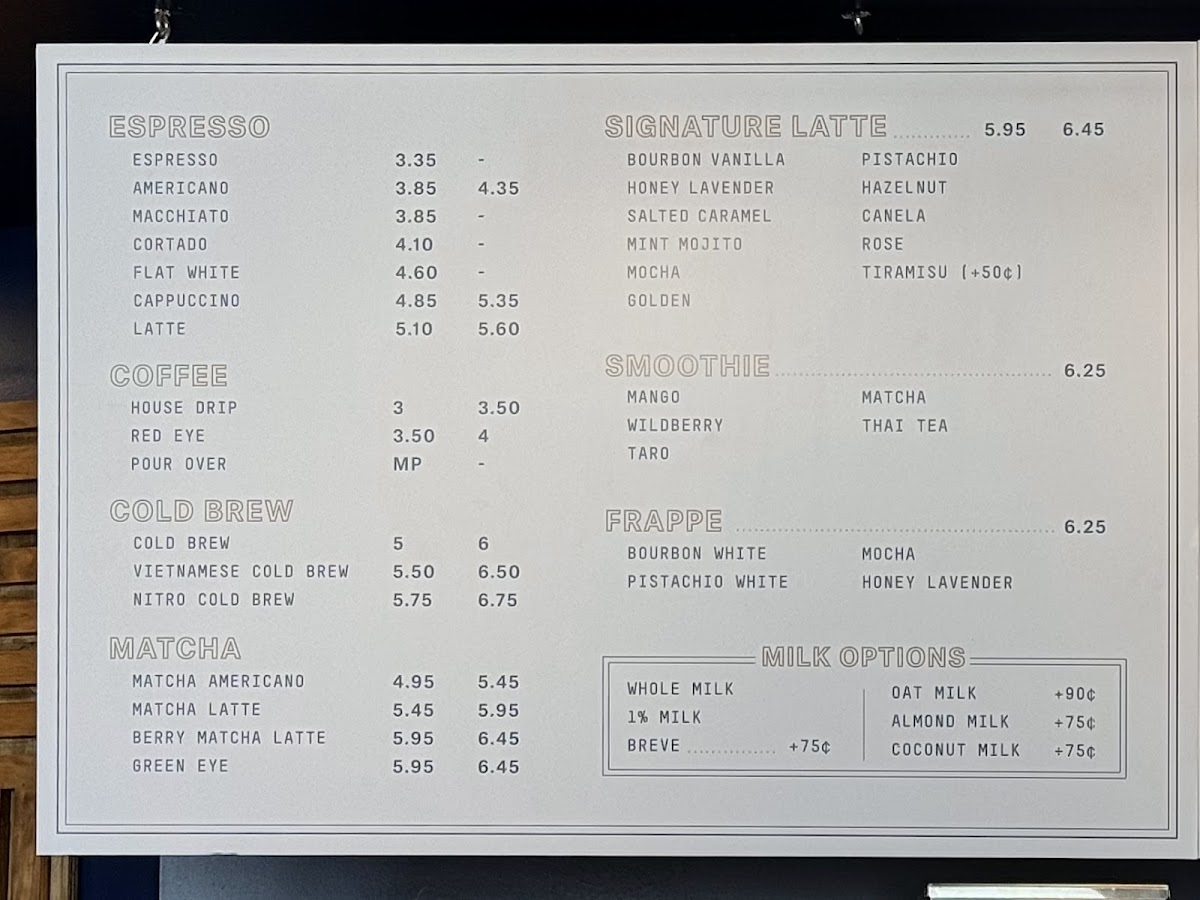 ESPRESSO
ESPRESSO 3.35 -
AMERICANO 3.85 4.35
MACCHIATO 3.85 -
CORTADO 4.10 -
FLAT WHITE 4.60 -
CAPPUCCINO 4.85 5.35
LATTE 5.10 5.60
COFFEE
HOUSE DRIP 3 3.50
RED EYE 3.50 4
POUR OVER MP -
COLD BREW
COLD BREW 5 6
VIETNAMESE COLD BREW 5.50 6.50
NITRO COLD BREW 5.75 6.75
MATCHA
MATCHA AMERICANO 4.95 5.45
MATCHA LATTE 5.45 5.95
BERRY MATCHA LATTE 5.95 6.45
GREEN EYE 5.95 6.45
SIGNATURE LATTE 5.95 6.45
BOURBON VANILLA PISTACHIO
HONEY LAVENDER HAZELNUT
SALTED CARAMEL CANELA
MINT MOJITO ROSE
MOCHA TIRAMISU (+50¢)
GOLDEN
SMOOTHIE 6.25
MANGO MATCHA
WILDBERRY THAI TEA
TARO
FRAPPE 6.25
BOURBON WHITE MOCHA
PISTACHIO WHITE HONEY LAVENDER
MILK OPTIONS
WHOLE MILK
1% MILK
BREVE +75¢
OAT MILK +90¢
ALMOND MILK +75¢
COCONUT MILK +75¢